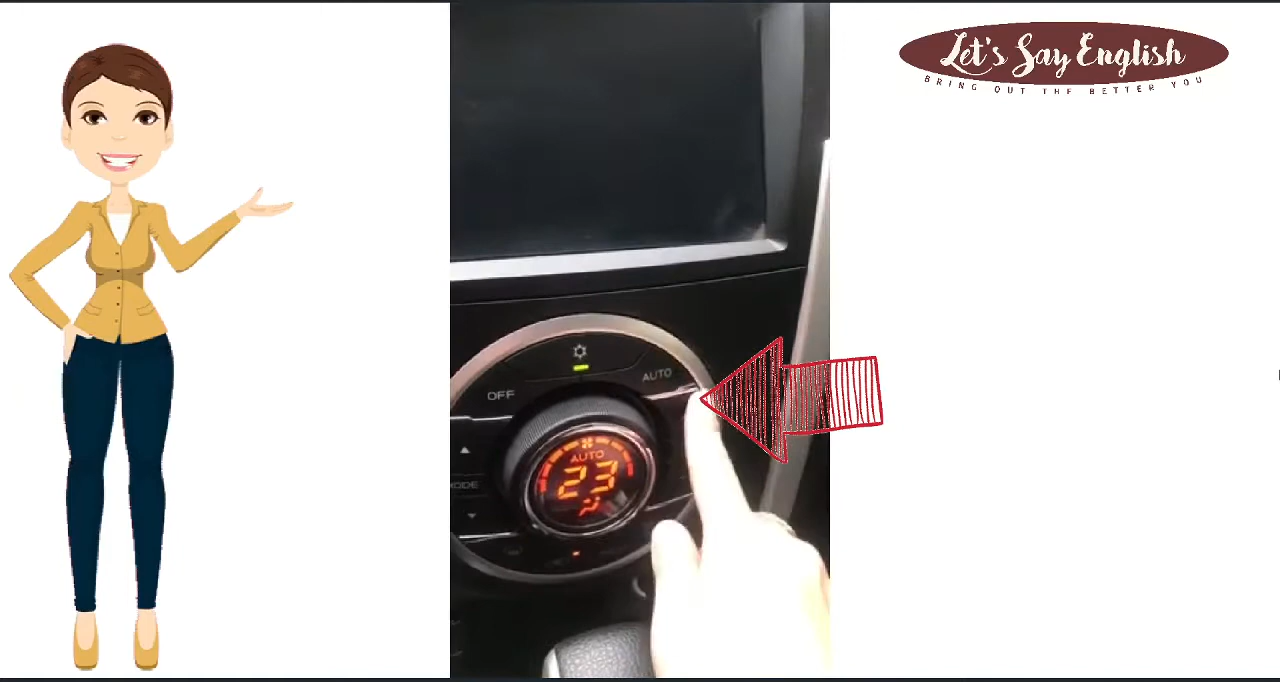 Let's Say English
BRING OUT THE BETTER YOU
AUTO
OFF
AUTO
23
MODE